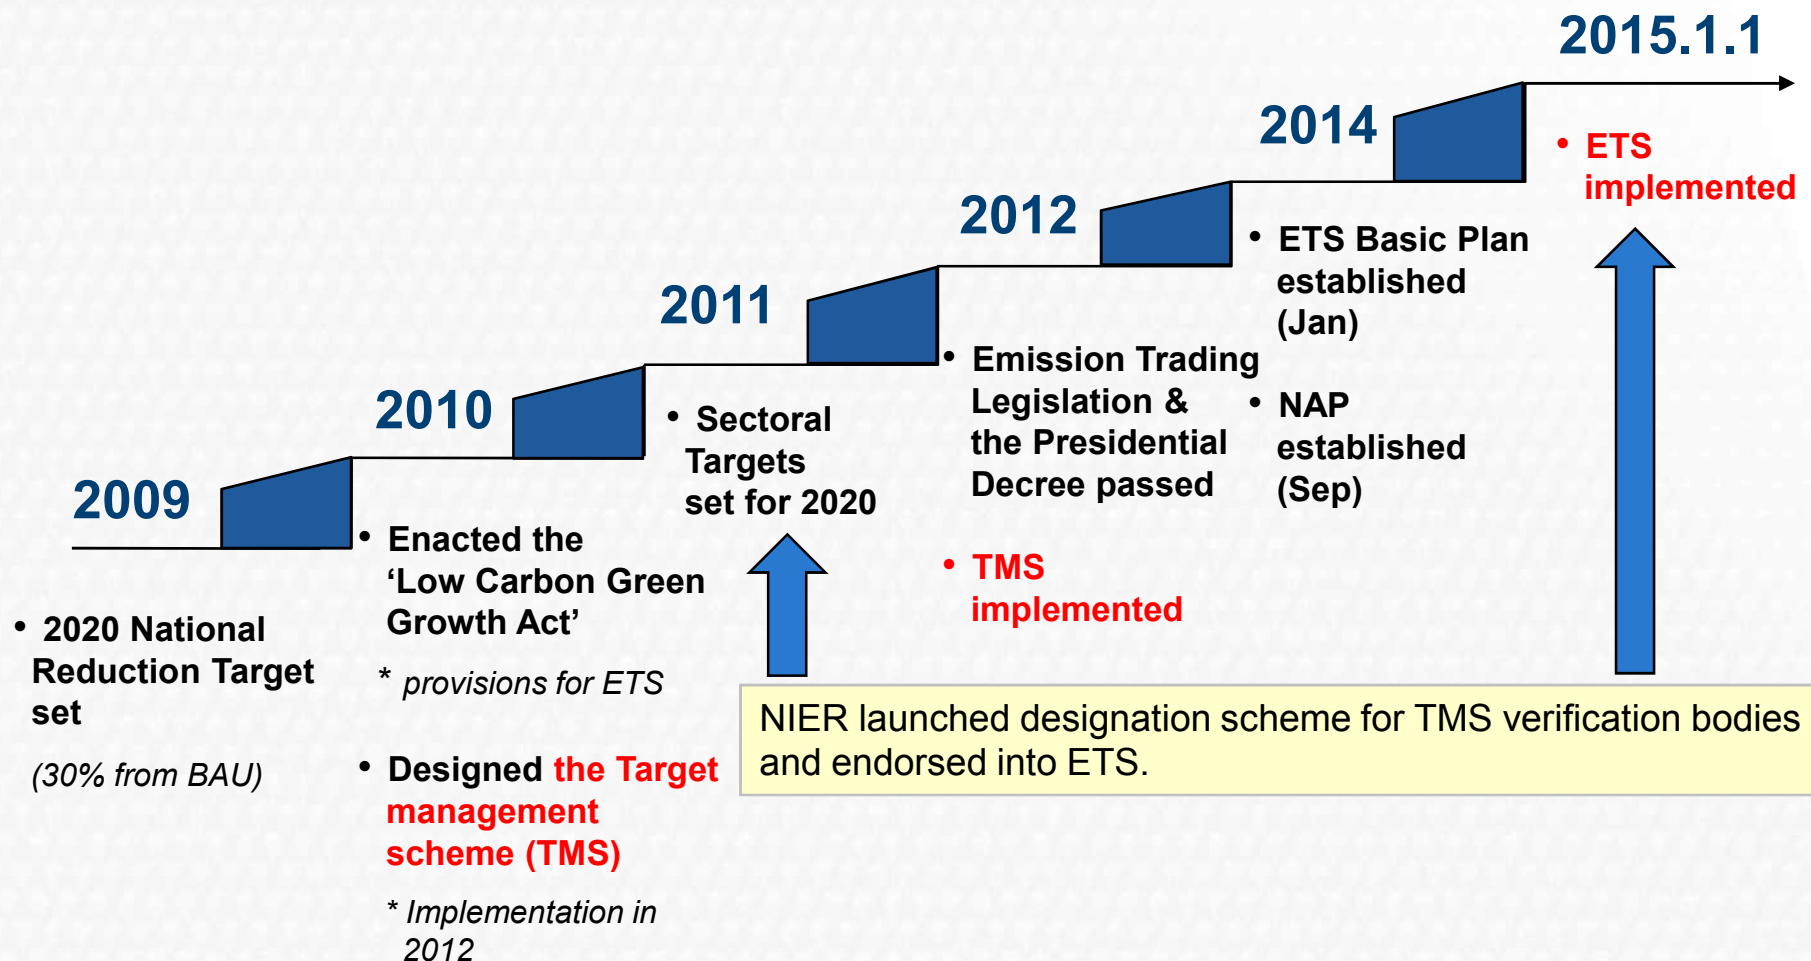 2009
• 2020 National
Reduction Target
set
(30% from BAU)
2010
• Enacted the
‘Low Carbon Green
Growth Act’
* provisions for ETS
• Designed the Target
management
scheme (TMS)
* Implementation in
2012
2011
• Sectoral
Targets
set for 2020
2012
• Emission Trading
Legislation &
the Presidential
Decree passed
• TMS
implemented
2014
• ETS Basic Plan
established
(Jan)
• NAP
established
(Sep)
2015.1.1
• ETS
implemented
NIER launched designation scheme for TMS verification bodies
and endorsed into ETS.